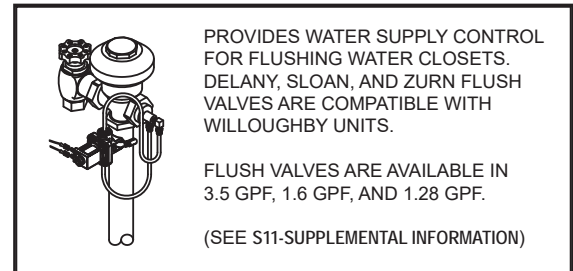 PROVIDES WATER SUPPLY CONTROL
FOR FLUSHING WATER CLOSETS.
DELANY, SLOAN, AND ZURN FLUSH
VALVES ARE COMPATIBLE WITH
WILLOUGHBY UNITS.
FLUSH VALVES ARE AVAILABLE IN
3.5 GPF, 1.6 GPF, AND 1.28 GPF.
(SEE S11-SUPPLEMENTAL INFORMATION)